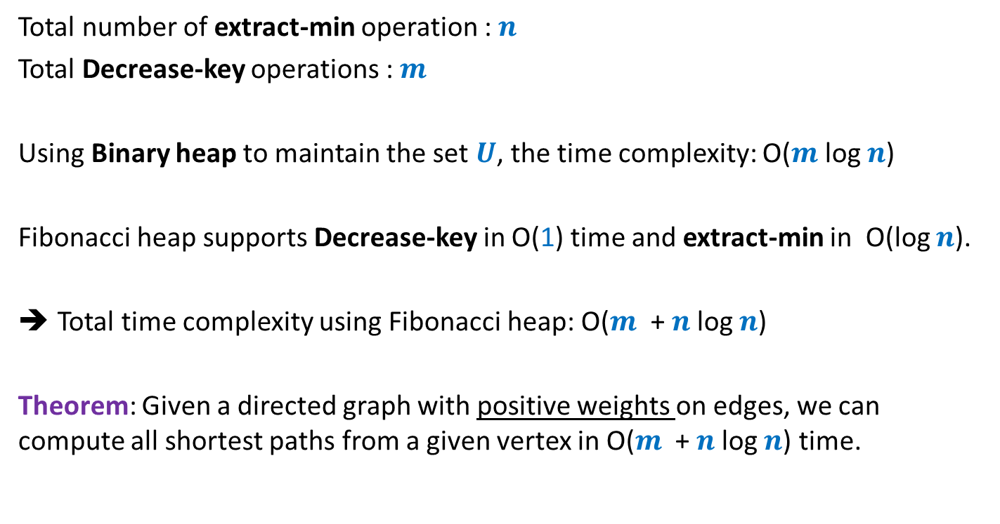 Total number of extract-min operation : n
Total Decrease-key operations : m
Using Binary heap to maintain the set U, the time complexity: O(m log n)
Fibonacci heap supports Decrease-key in O(1) time and extract-min in O(log n).
➔ Total time complexity using Fibonacci heap: O(m + n log n)
Theorem: Given a directed graph with positive weights on edges, we can
compute all shortest paths from a given vertex in O(m + n log n) time.